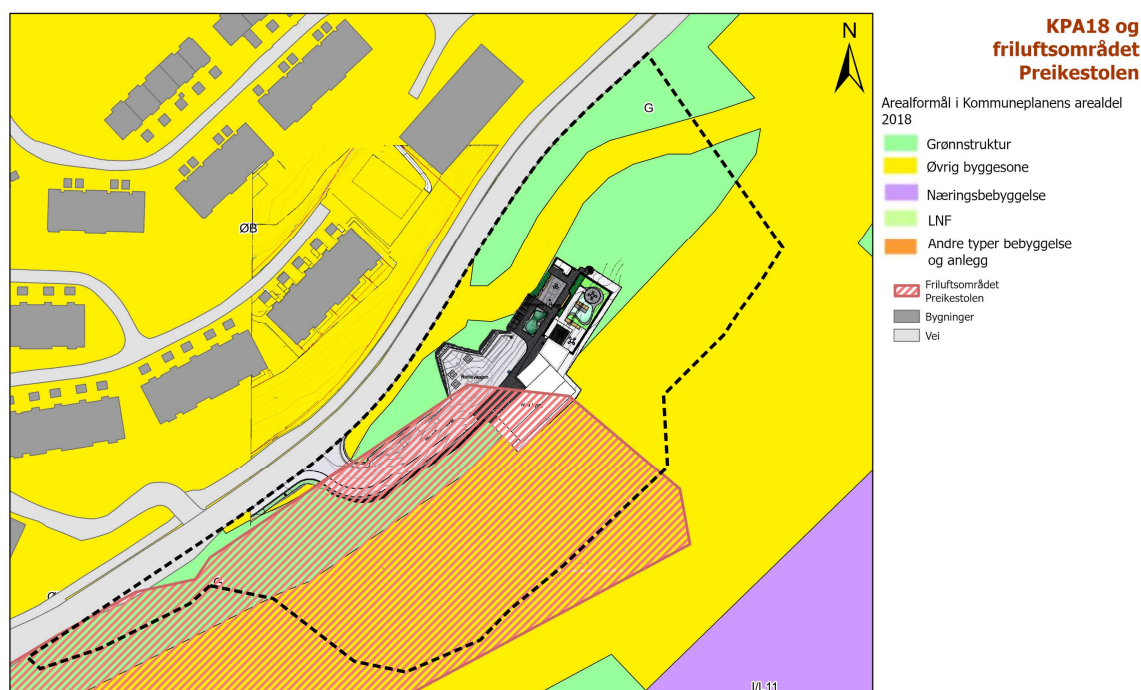 KPA18 og
friluftsområdet
Preikestolen
Arealformål i Kommuneplanens arealdel
2018
Grønnstruktur
Øvrig byggesone
Næringsbebyggelse
LNF
Andre typer bebyggelse
og anlegg
Friluftsområdet
Preikestolen
Bygninger
Vei
N
G
ØB